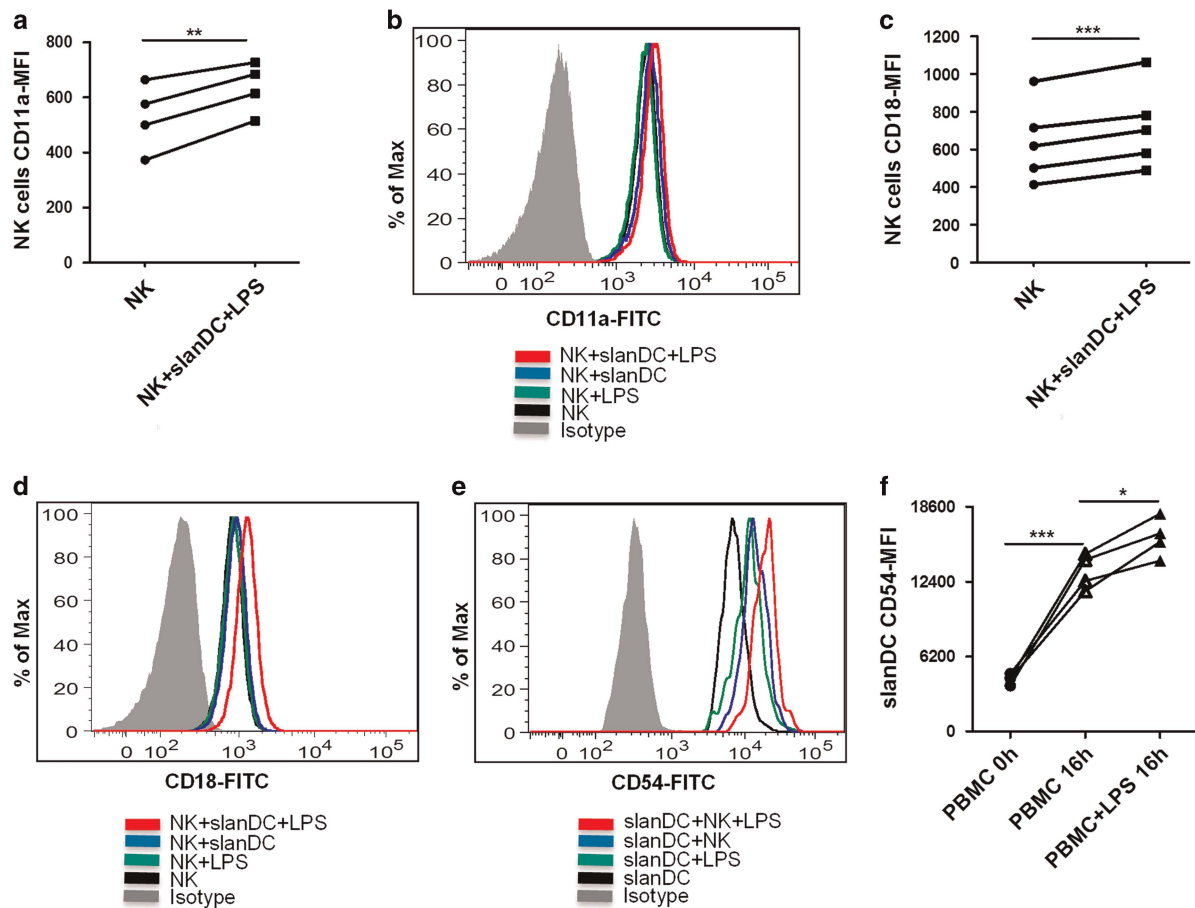 a
NK cells CD11a-MFI
800
600
400
200
0
**
NK
NK+slanDC+LPS
b
% of Max
100
80
60
40
20
0
0 10² 10³ 10⁴ 10⁵
CD11a-FITC
NK+slanDC+LPS
NK+slanDC
NK+LPS
NK
Isotype
c
NK cells CD18-MFI
1200
1000
800
600
400
200
0
***
NK
NK+slanDC+LPS
d
% of Max
100
80
60
40
20
0
0 10² 10³ 10⁴ 10⁵
CD18-FITC
NK+slanDC+LPS
NK+slanDC
NK+LPS
NK
Isotype
e
% of Max
100
80
60
40
20
0
0 10² 10³ 10⁴ 10⁵
CD54-FITC
slanDC+NK+LPS
slanDC+NK
slanDC+LPS
slanDC
Isotype
f
slanDC CD54-MFI
18600
12400
6200
0
***
*
PBMC 0h
PBMC 16h
PBMC+LPS 16h